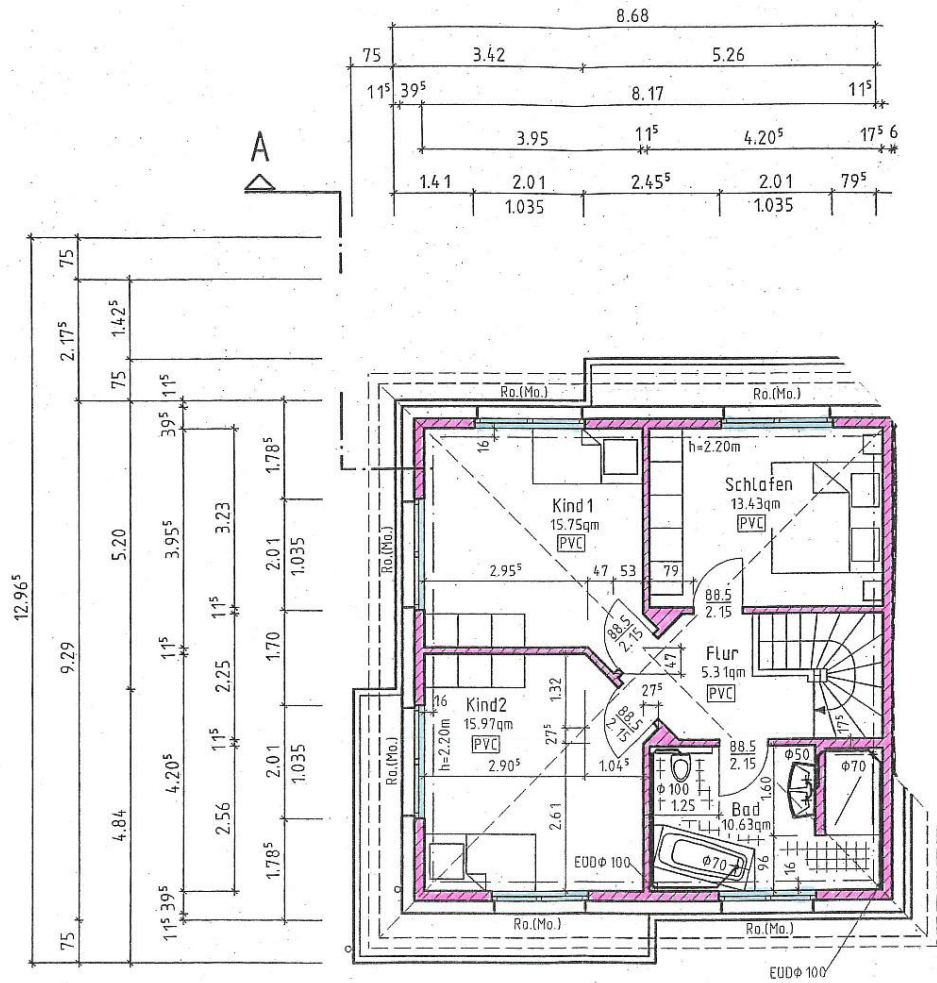 8.68
75 3.42 5.26
11⁵ 39⁵ 8.17 11⁵
3.95 11⁵ 4.20⁵ 17⁵ 6
A
1.41 2.01 2.45⁵ 2.01 79⁵
1.035 1.035
12.96⁵
75
2.17⁵
9.29
75
1.42⁵
75
5.20
4.84
11⁵
39⁵
3.95⁵
11⁵
4.20⁵
39⁵
11⁵
3.23
11⁵
2.25
11⁵
2.56
1.78⁵
2.01
1.035
1.70
2.01
1.035
1.78⁵
Ro.(Mo.)
Ro.(Mo.)
Ro.(Mo.)
Ro.(Mo.)
Ro.(Mo.)
Ro.(Mo.)
16
Kind 1
15.75qm
PVC
h=2.20m
Schlafen
13.43qm
PVC
2.95⁵ 47 53 79
88.5
2.15
88.5
2.15
Flur
5.31qm
PVC
47
27⁵
17⁵
16
Kind2
15.97qm
PVC
h=2.20m
1.32
27⁵
88.5
2.15
2.90⁵ 1.04⁵
2.61
88.5
2.15
Φ50
Φ70
Φ 100
1.25
1.60
Bad
10.63qm
Φ70
96
16
EÜDΦ 100
EÜDΦ 100